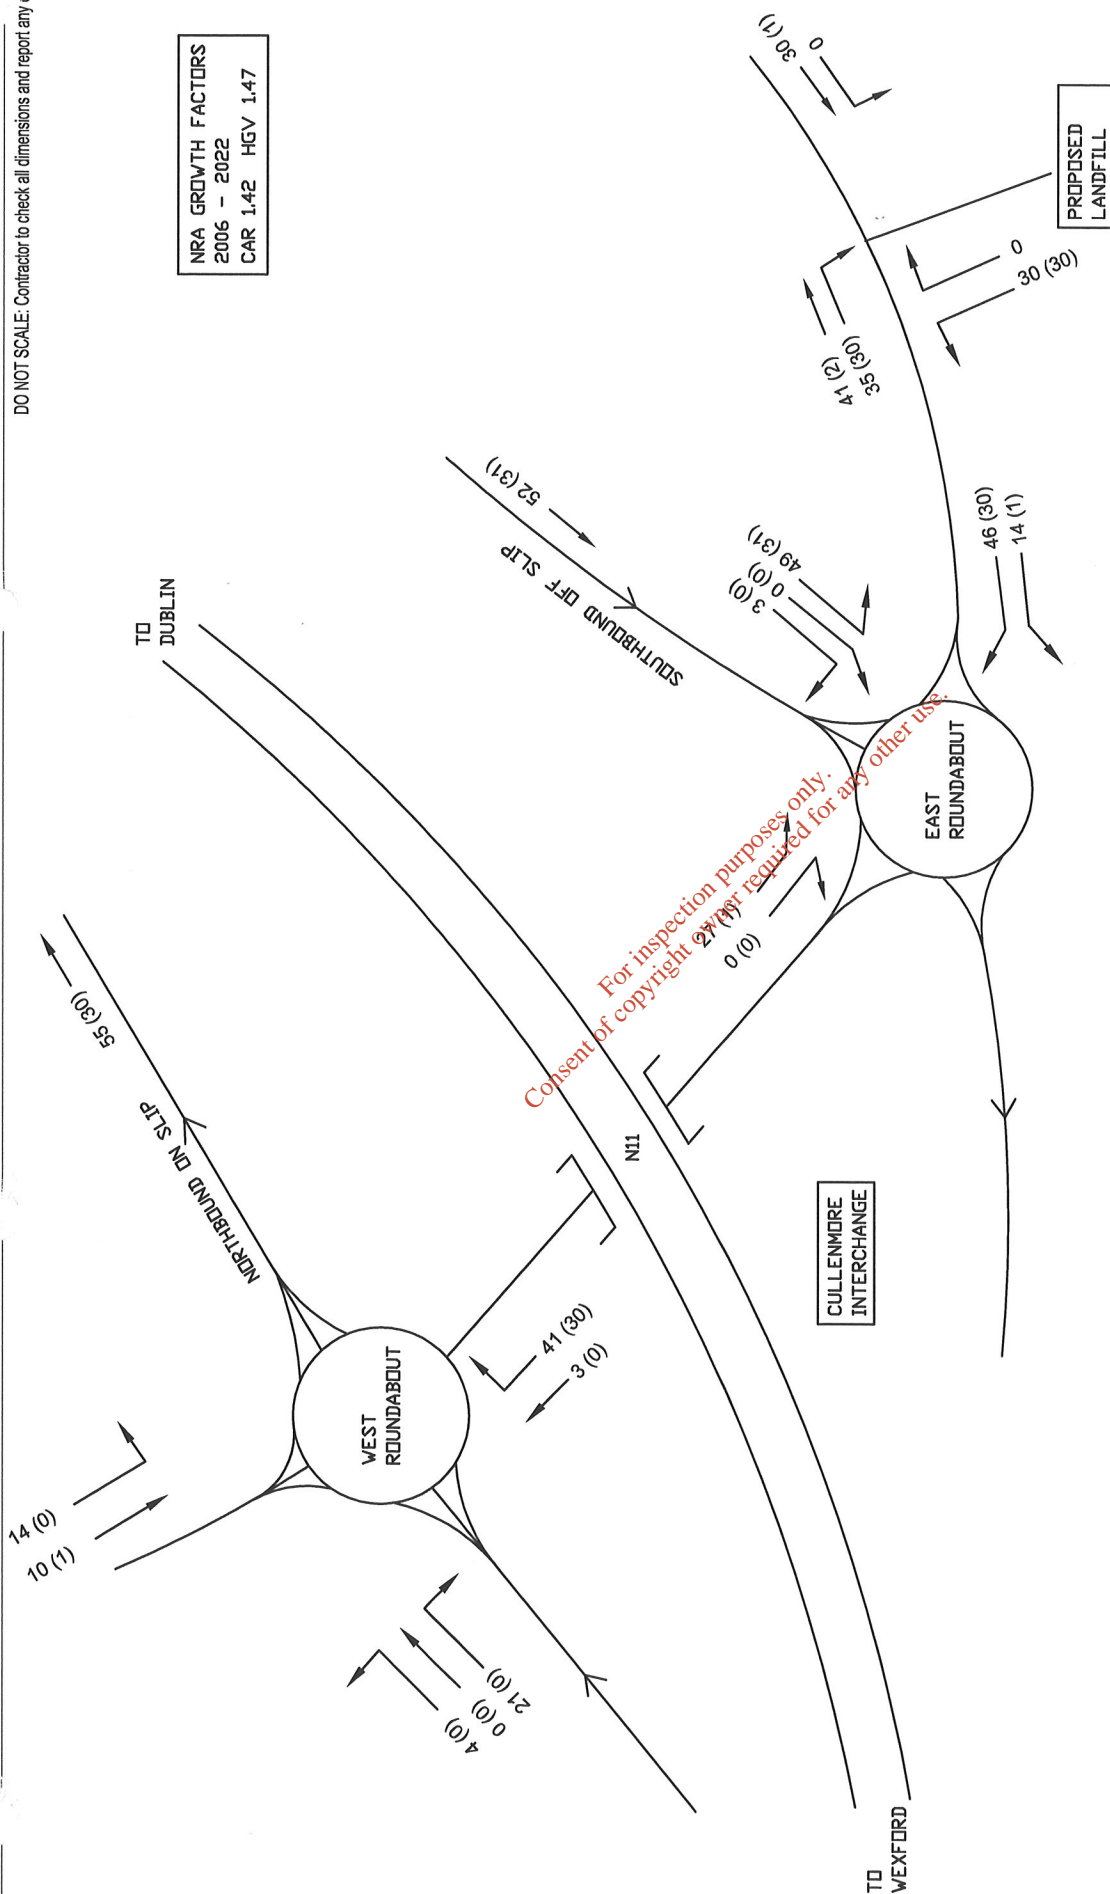 DO NOT SCALE: Contractor to check all dimensions and report any
NRA GROWTH FACTORS
2006 - 2022
CAR 1.42 HGV 1.47
TO
DUBLIN
30 (1)
0
PROPOSED
LANDFILL
0
30 (30)
41 (2)
35 (30)
52 (31)
SOUTHBOUND OFF SLIP
3 (0)
0 (0)
49 (31)
46 (30)
14 (1)
EAST
ROUNDABOUT
27 (1)
0 (0)
For inspection purposes only.
Consent of copyright owner required for any other use.
55 (30)
NORTHBOUND ON SLIP
N11
CULLENMORE
INTERCHANGE
WEST
ROUNDABOUT
41 (30)
3 (0)
14 (0)
10 (1)
4 (0)
0 (0)
21 (0)
TO
WEXFORD